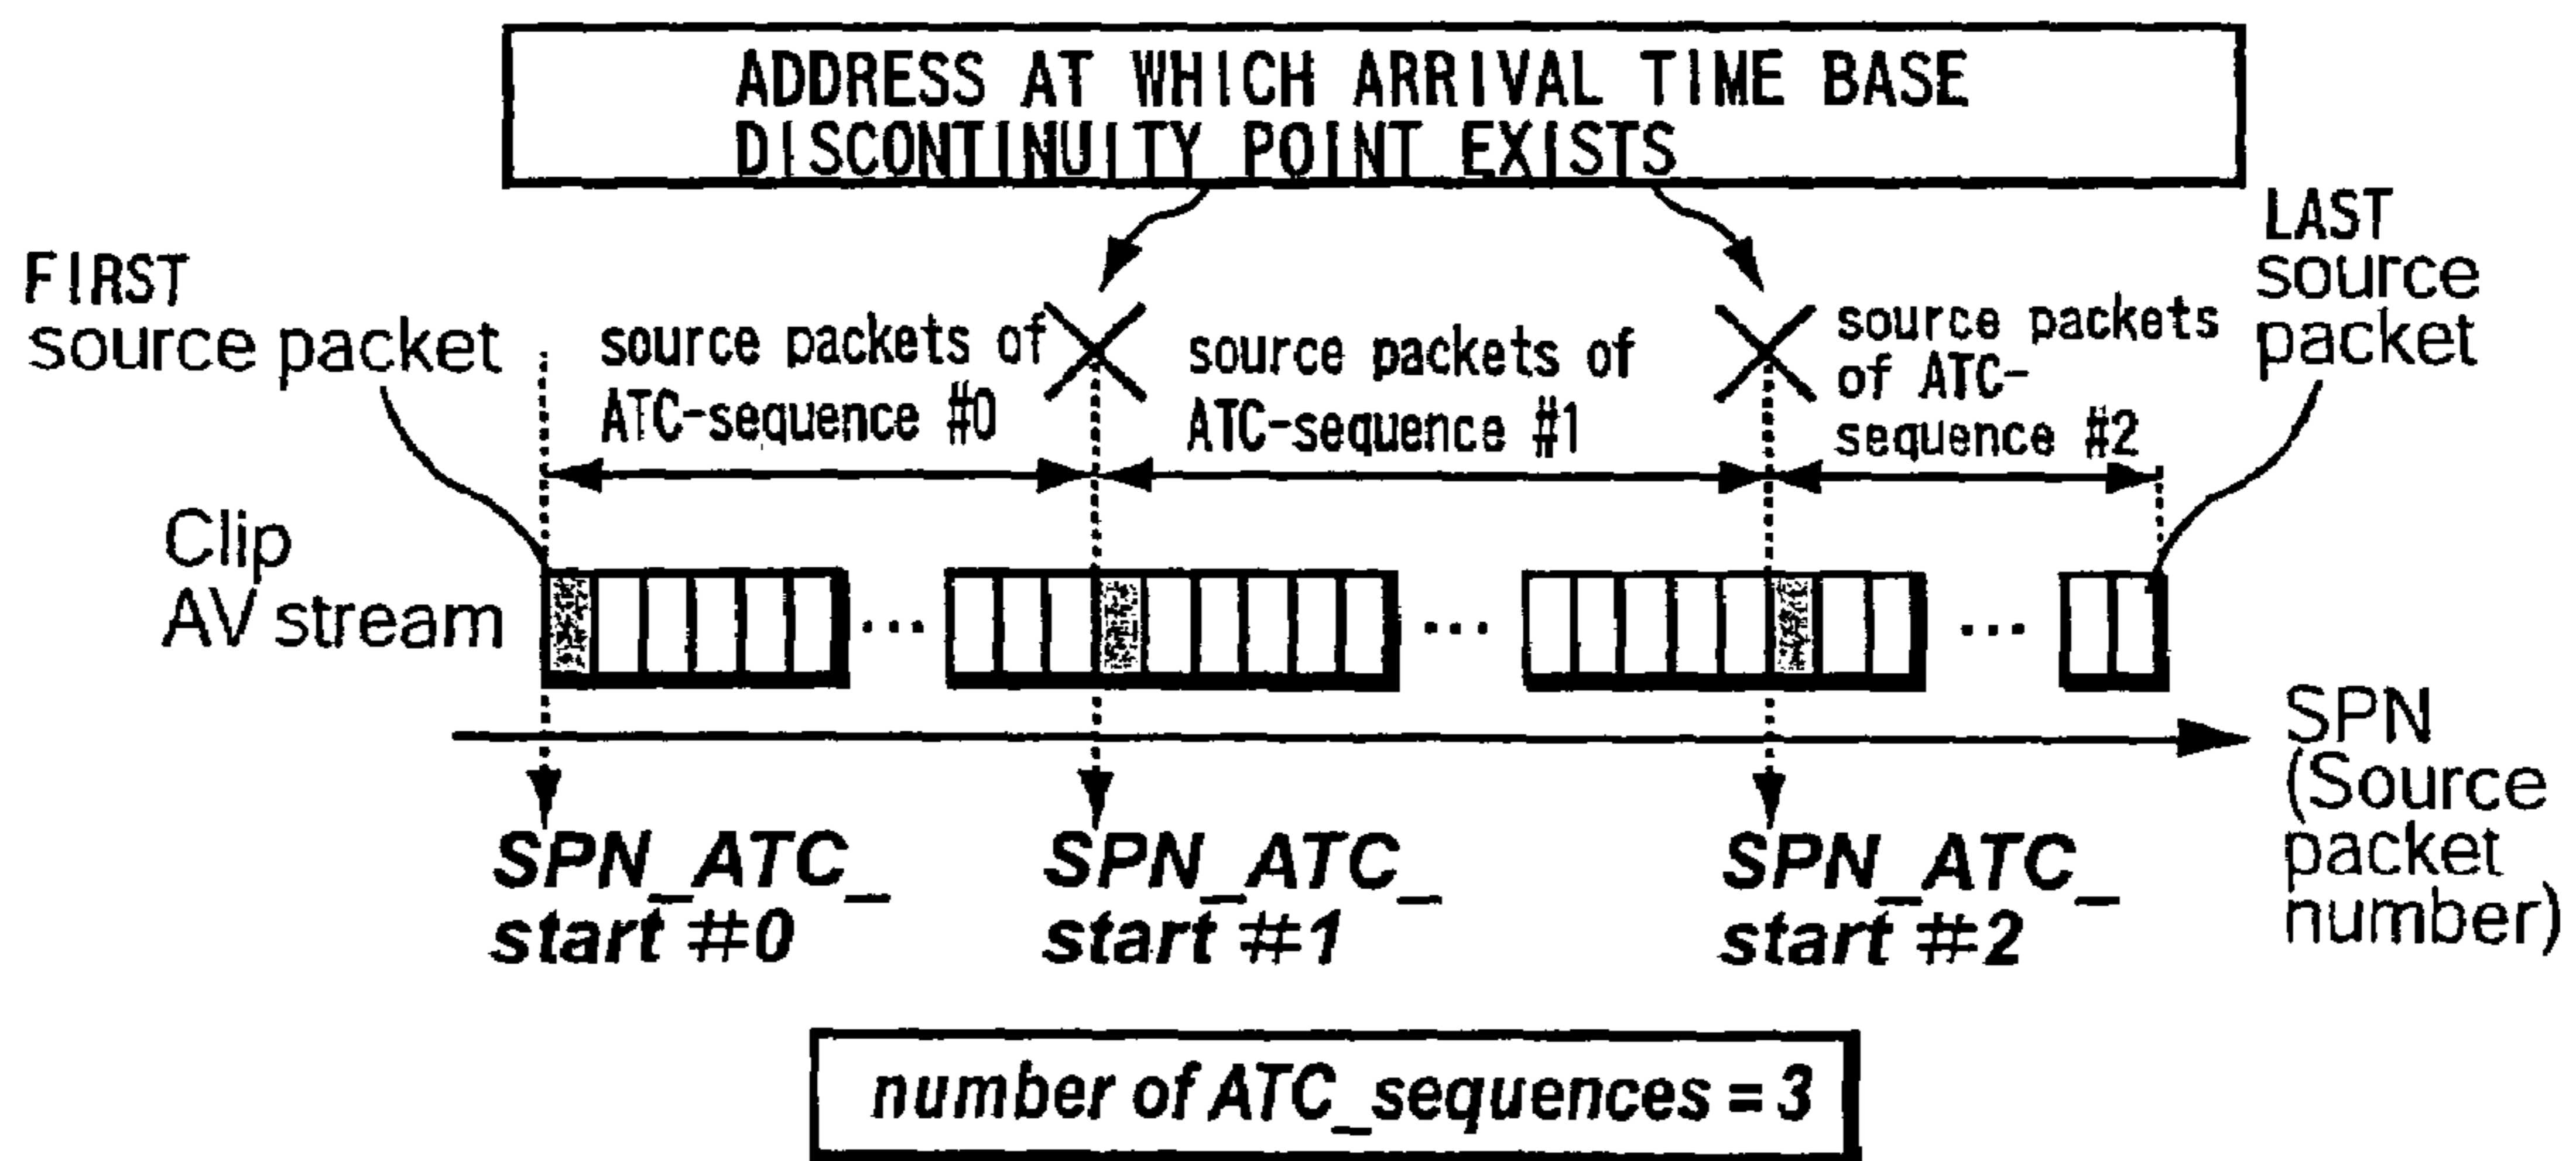 ADDRESS AT WHICH ARRIVAL TIME BASE
DISCONTINUITY POINT EXISTS
FIRST
source packet
source packets of
ATC-sequence #0
source packets of
ATC-sequence #1
source packets
of ATC-
sequence #2
LAST
source
packet
Clip
AV stream
...
...
...
SPN
(Source
packet
number)
SPN_ATC_
start #0
SPN_ATC_
start #1
SPN_ATC_
start #2
number of ATC_sequences = 3